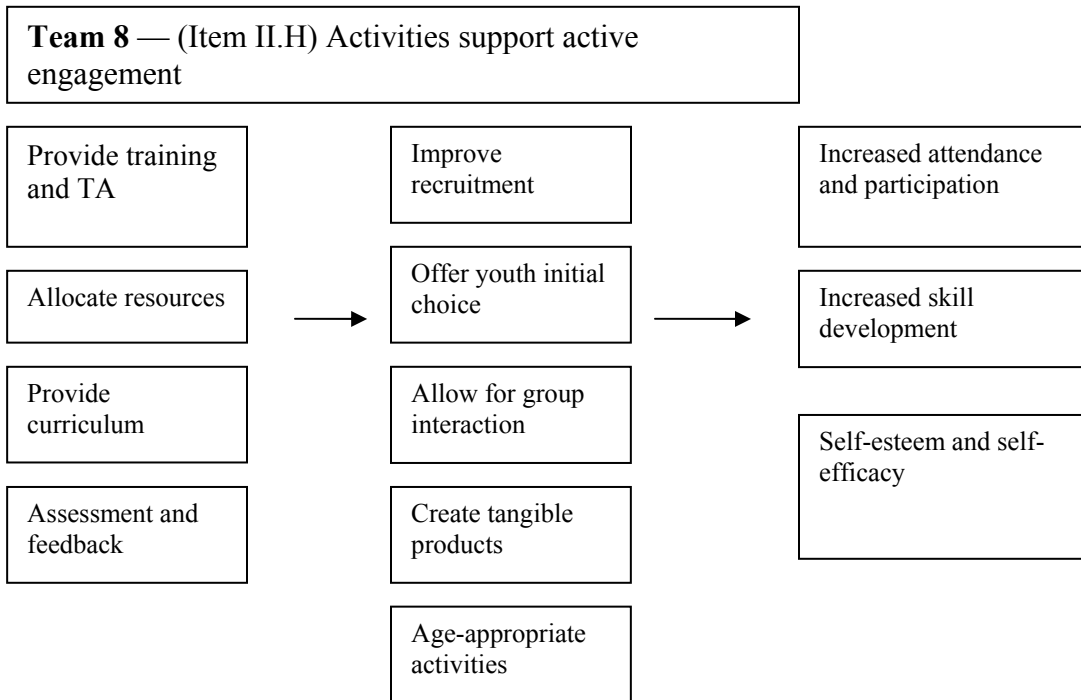 Team 8 — (Item II.H) Activities support active
engagement
Provide training
and TA
Allocate resources
Provide
curriculum
Assessment and
feedback
Improve
recruitment
Offer youth initial
choice
Allow for group
interaction
Create tangible
products
Age-appropriate
activities
Increased attendance
and participation
Increased skill
development
Self-esteem and self-
efficacy